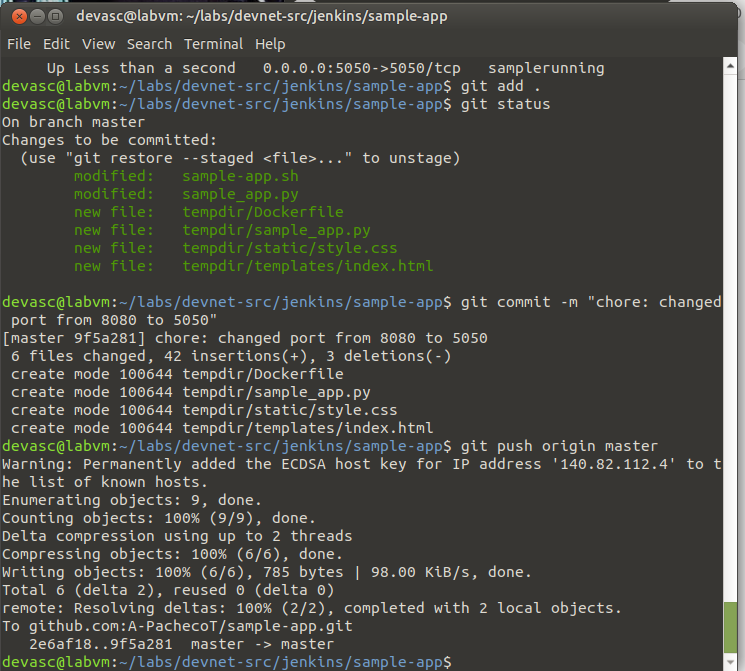 devasc@labvm: ~/labs/devnet-src/jenkins/sample-app
File Edit View Search Terminal Help
Up Less than a second 0.0.0.0:5050->5050/tcp samplerunning
devasc@labvm:~/labs/devnet-src/jenkins/sample-app$ git add .
devasc@labvm:~/labs/devnet-src/jenkins/sample-app$ git status
On branch master
Changes to be committed:
(use "git restore --staged <file>..." to unstage)
modified: sample-app.sh
modified: sample_app.py
new file: tempdir/Dockerfile
new file: tempdir/sample_app.py
new file: tempdir/static/style.css
new file: tempdir/templates/index.html
devasc@labvm:~/labs/devnet-src/jenkins/sample-app$ git commit -m "chore: changed
port from 8080 to 5050"
[master 9f5a281] chore: changed port from 8080 to 5050
6 files changed, 42 insertions(+), 3 deletions(-)
create mode 100644 tempdir/Dockerfile
create mode 100644 tempdir/sample_app.py
create mode 100644 tempdir/static/style.css
create mode 100644 tempdir/templates/index.html
devasc@labvm:~/labs/devnet-src/jenkins/sample-app$ git push origin master
Warning: Permanently added the ECDSA host key for IP address '140.82.112.4' to t
he list of known hosts.
Enumerating objects: 9, done.
Counting objects: 100% (9/9), done.
Delta compression using up to 2 threads
Compressing objects: 100% (6/6), done.
Writing objects: 100% (6/6), 785 bytes | 98.00 KiB/s, done.
Total 6 (delta 2), reused 0 (delta 0)
remote: Resolving deltas: 100% (2/2), completed with 2 local objects.
To github.com:A-PachecoT/sample-app.git
2e6af18..9f5a281 master -> master
devasc@labvm:~/labs/devnet-src/jenkins/sample-app$